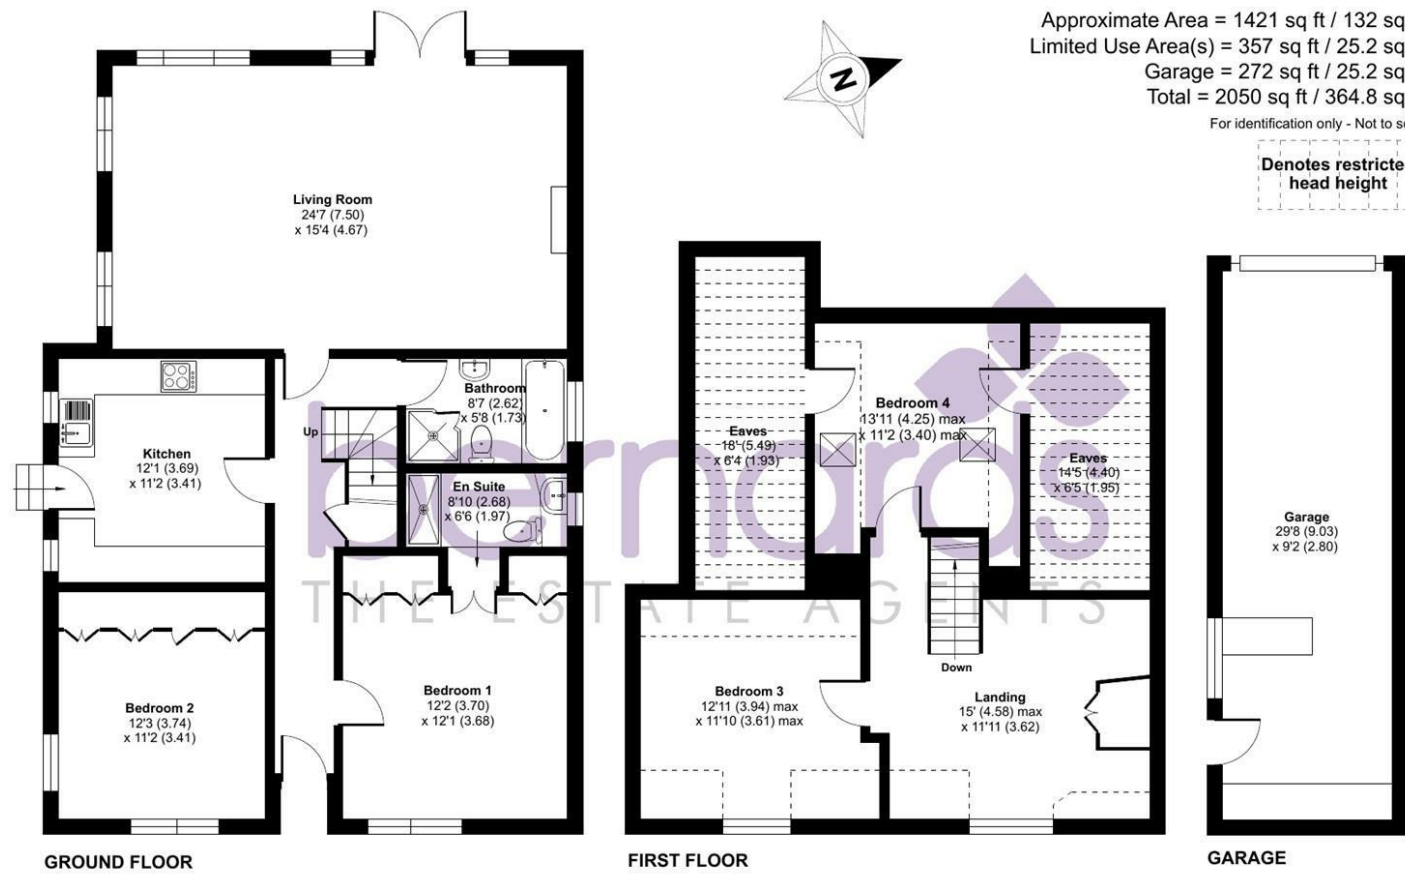 Approximate Area = 1421 sq ft / 132 sq
Limited Use Area(s) = 357 sq ft / 25.2 sq
Garage = 272 sq ft / 25.2 sq
Total = 2050 sq ft / 364.8 sq
For identification only - Not to
Denotes
head height
N
Living Room
24'7 (7.50)
x 15'4 (4.67)
Kitchen
12'1 (3.69)
x 11'2 (3.41)
Up
Bathroom
8'7 (2.62)
x 5'8 (1.73)
En Suite
8'10 (2.68)
x 6'6 (1.97)
Bedroom 2
12'3 (3.74)
x 11'2 (3.41)
Bedroom 1
12'2 (3.70)
x 12'1 (3.68)
GROUND FLOOR
Eaves
18' (5.49)
x 6'4 (1.93)
Bedroom 4
13'11 (4.25) max
x 11'2 (3.40) max
Eaves
14'5 (4.40)
x 6'5 (1.95)
Down
Bedroom 3
12'11 (3.94) max
x 11'10 (3.61) max
Landing
15' (4.58) max
x 11'11 (3.62)
FIRST FLOOR
Garage
29'8 (9.03)
x 9'2 (2.80)
GARAGE
bernards
THE ESTATE AGENTS